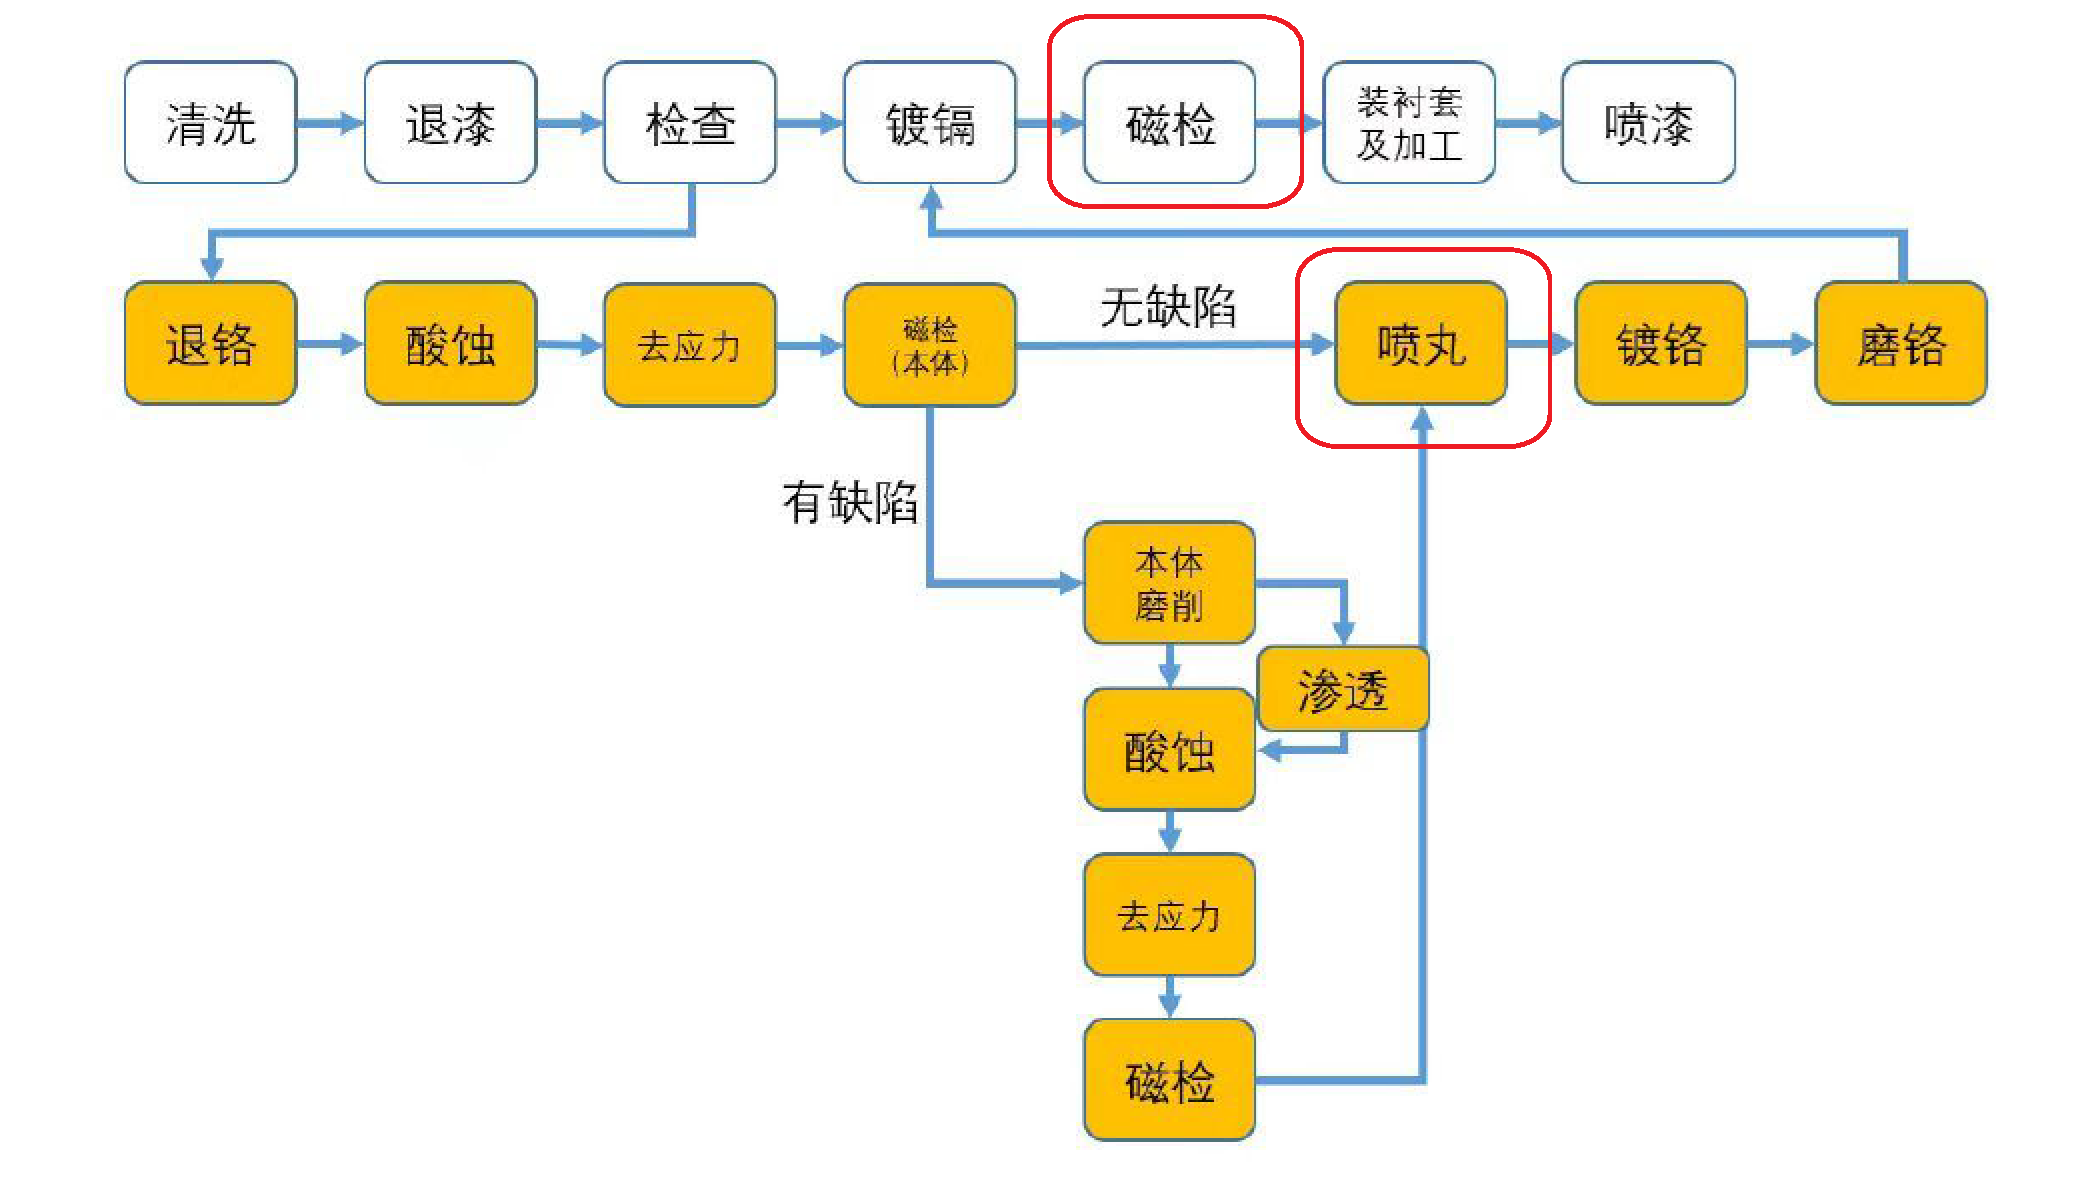 清洗
退漆
检查
镀镉
磁检
装衬套
及加工
喷漆
退铬
酸蚀
去应力
磁检
(本体)
无缺陷
喷丸
镀铬
磨铬
有缺陷
本体
磨削
渗透
酸蚀
去应力
磁检